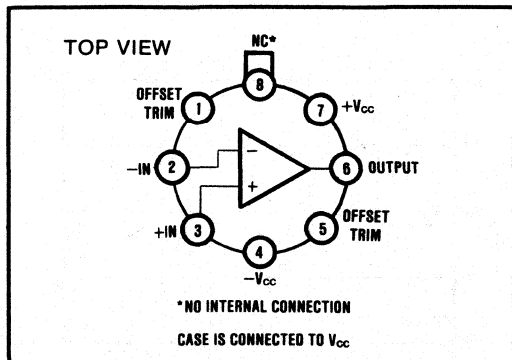 TOP VIEW
NC*
8
OFFSET
TRIM
1
7
+VCC
−IN
2
−
6
OUTPUT
+
+IN
3
5
OFFSET
TRIM
4
−VCC
*NO INTERNAL CONNECTION
CASE IS CONNECTED TO VCC